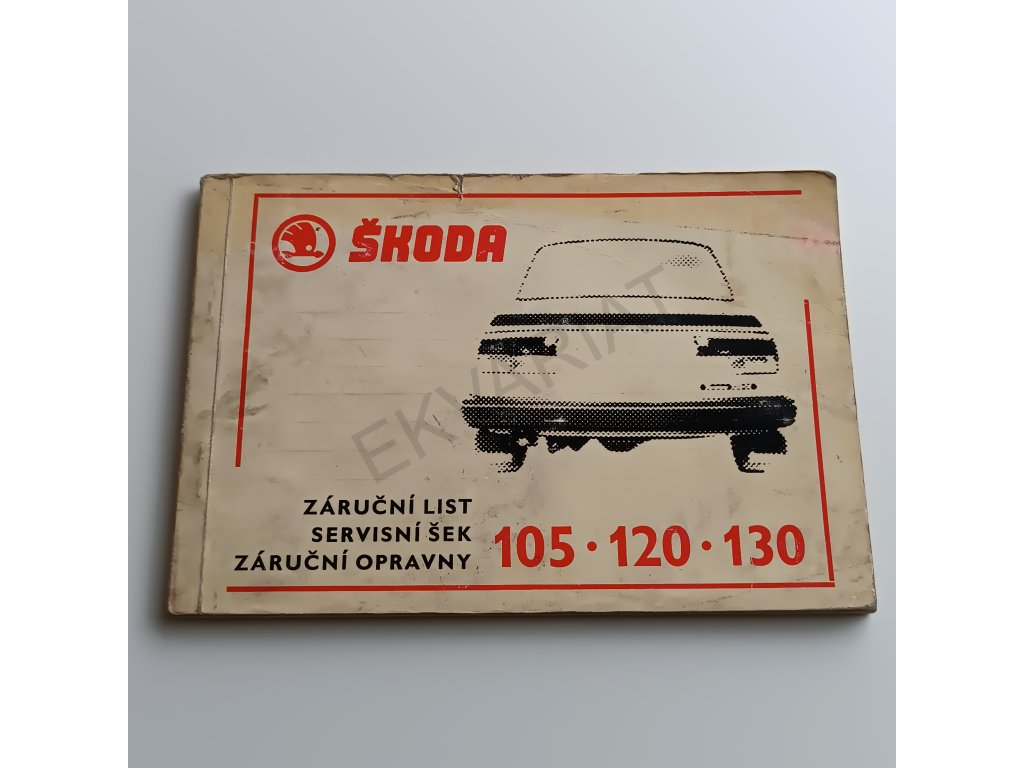 ŠKODA
EKVARIAT
ZÁRUČNÍ LIST
SERVISNÍ ŠEK
ZÁRUČNÍ OPRAVNY
105 · 120 · 130